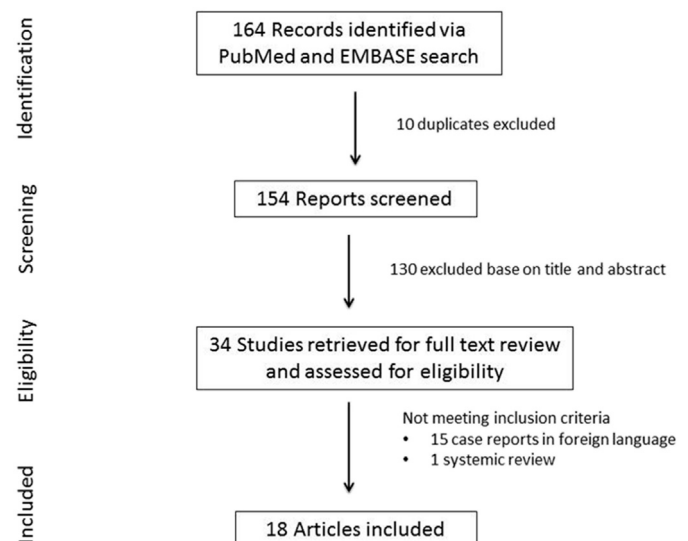 Identification
164 Records identified via
PubMed and EMBASE search
10 duplicates excluded
Screening
154 Reports screened
130 excluded base on title and abstract
Eligibility
34 Studies retrieved for full text review
and assessed for eligibility
Not meeting inclusion criteria
• 15 case reports in foreign language
• 1 systemic review
Included
18 Articles included